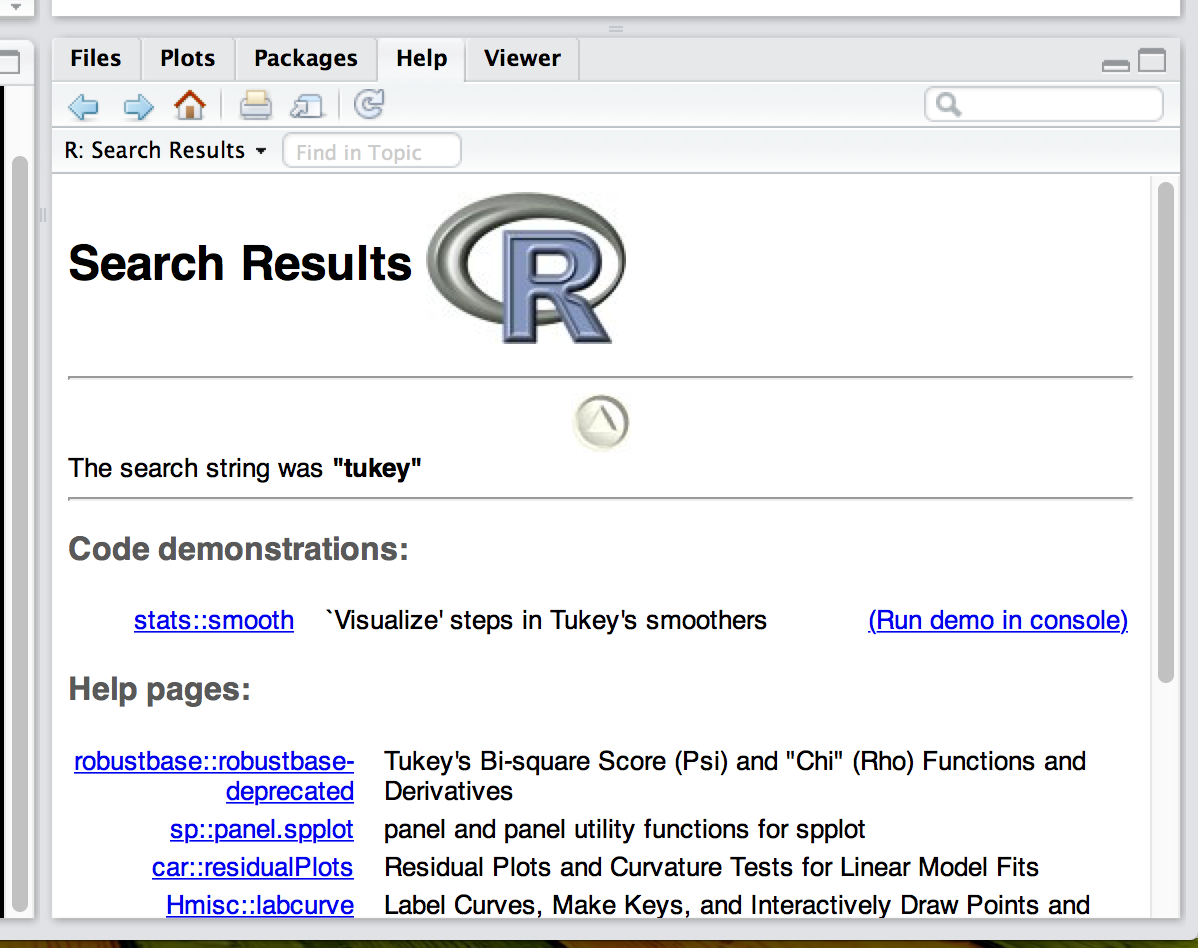 Files Plots Packages Help Viewer
R: Search Results Find in Topic
Search Results R
The search string was "tukey"
Code demonstrations:
stats::smooth `Visualize' steps in Tukey's smoothers (Run demo in console)
Help pages:
robustbase::robustbase- Tukey's Bi-square Score (Psi) and "Chi" (Rho) Functions and
deprecated Derivatives
sp::panel.spplot panel and panel utility functions for spplot
car::residualPlots Residual Plots and Curvature Tests for Linear Model Fits
Hmisc::labcurve Label Curves, Make Keys, and Interactively Draw Points and